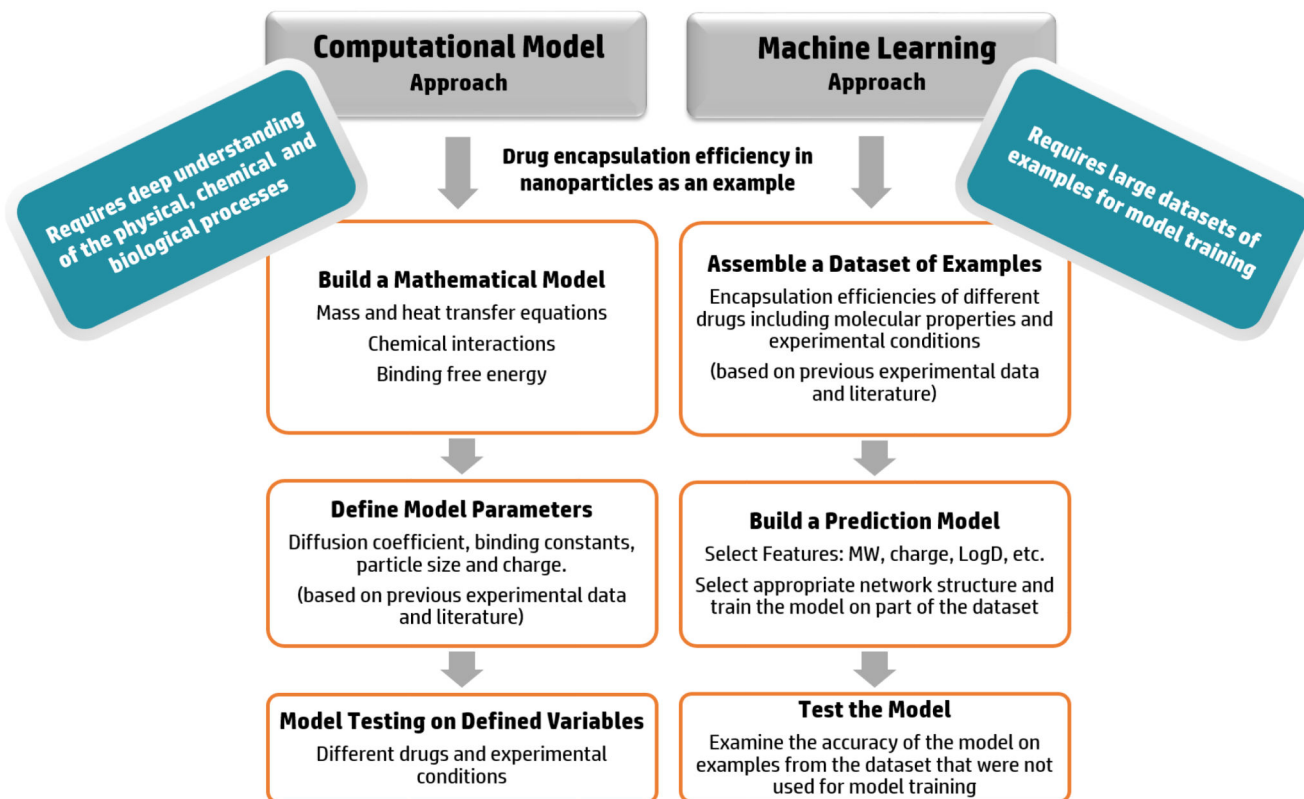 Computational Model
Approach
Machine Learning
Approach
Requires deep understanding
of the physical, chemical and
biological processes
Drug encapsulation efficiency in
nanoparticles as an example
Requires large datasets of
examples for model training
Build a Mathematical Model
Mass and heat transfer equations
Chemical interactions
Binding free energy
Assemble a Dataset of Examples
Encapsulation efficiencies of different
drugs including molecular properties and
experimental conditions
(based on previous experimental data
and literature)
Define Model Parameters
Diffusion coefficient, binding constants,
particle size and charge.
(based on previous experimental data
and literature)
Build a Prediction Model
Select Features: MW, charge, LogD, etc.
Select appropriate network structure and
train the model on part of the dataset
Model Testing on Defined Variables
Different drugs and experimental
conditions
Test the Model
Examine the accuracy of the model on
examples from the dataset that were not
used for model training